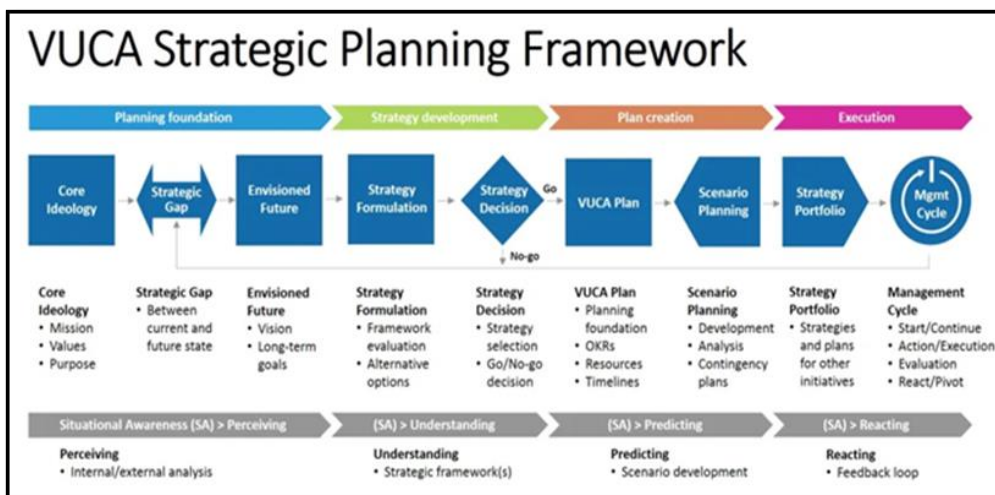 VUCA Strategic Planning Framework
Planning foundation
Strategy development
Plan creation
Execution
Core
Ideology
Strategic
Gap
Envisioned
Future
Strategy
Formulation
Strategy
Decision
Go
No-go
VUCA Plan
Scenario
Planning
Strategy
Portfolio
Mgmt
Cycle
Core
Ideology
• Mission
• Values
• Purpose
Strategic Gap
• Between
current and
future state
Envisioned
Future
• Vision
• Long-term
goals
Strategy
Formulation
• Framework
evaluation
• Alternative
options
Strategy
Decision
• Strategy
selection
• Go/No-go
decision
VUCA Plan
• Planning
foundation
• OKRs
• Resources
• Timelines
Scenario
Planning
• Development
• Analysis
• Contingency
plans
Strategy
Portfolio
• Strategies
and plans
for other
initiatives
Management
Cycle
• Start/Continue
• Action/Execution
• Evaluation
• React/Pivot
Situational Awareness (SA) > Perceiving
(SA) > Understanding
(SA) > Predicting
(SA) > Reacting
Perceiving
• Internal/external analysis
Understanding
• Strategic framework(s)
Predicting
• Scenario development
Reacting
• Feedback loop